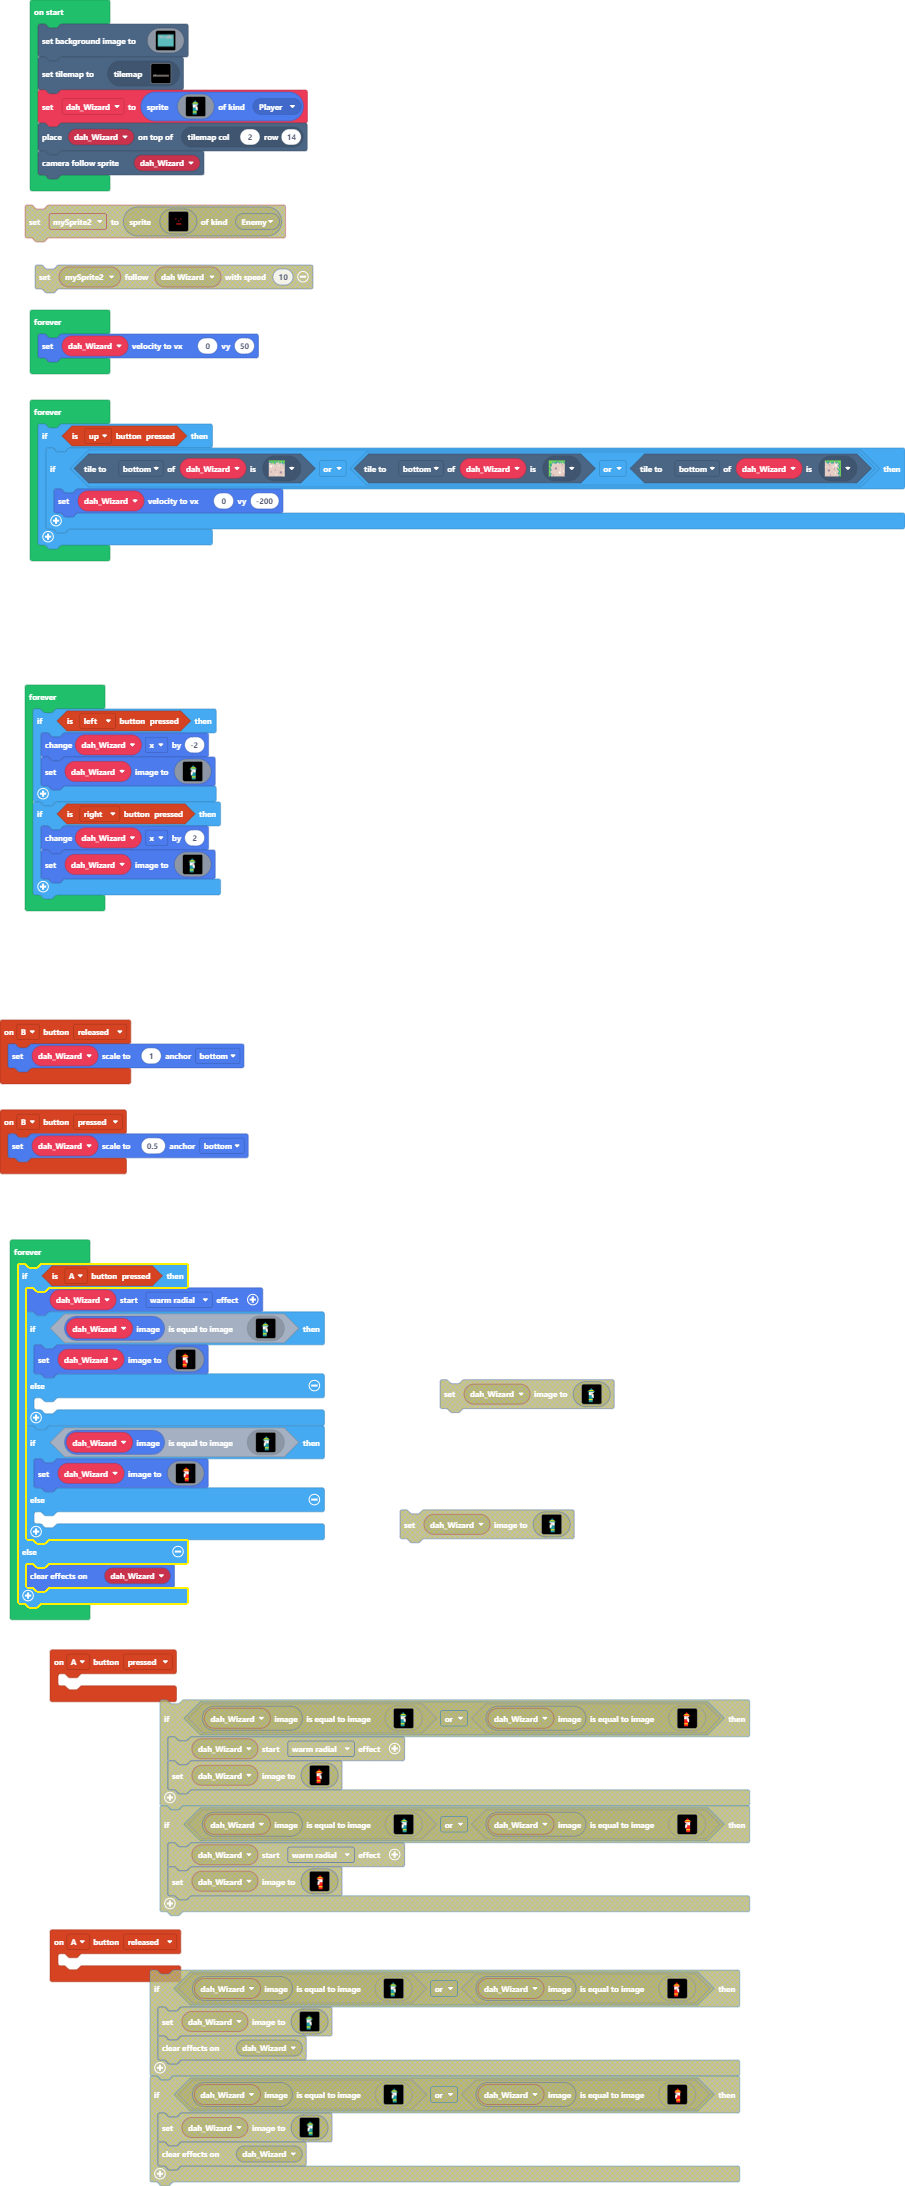 on start
set background image to
set tilemap to tilemap
set dah_Wizard to sprite of kind Player
place dah_Wizard on top of tilemap col 2 row 14
camera follow sprite dah_Wizard
set mySprite2 to sprite of kind Enemy
set mySprite2 follow dah Wizard with speed 10
forever
set dah_Wizard velocity to vx 0 vy 50
forever
if is up button pressed then
if tile to bottom of dah_Wizard is or tile to bottom of dah_Wizard is or tile to bottom of dah_Wizard is then
set dah_Wizard velocity to vx 0 vy -200
forever
if is left button pressed then
change dah_Wizard x by -2
set dah_Wizard image to
if is right button pressed then
change dah_Wizard x by 2
set dah_Wizard image to
on B button released
set dah_Wizard scale to 1 anchor bottom
on B button pressed
set dah_Wizard scale to 0.5 anchor bottom
forever
if is A button pressed then
dah_Wizard start warm radial effect
if dah_Wizard image is equal to image then
set dah_Wizard image to
else
set dah_Wizard image to
if dah_Wizard image is equal to image then
set dah_Wizard image to
else
set dah_Wizard image to
else
clear effects on dah_Wizard
on A button pressed
if dah_Wizard image is equal to image or dah_Wizard image is equal to image then
dah_Wizard start warm radial effect
set dah_Wizard image to
if dah_Wizard image is equal to image or dah_Wizard image is equal to image then
dah_Wizard start warm radial effect
set dah_Wizard image to
on A button released
if dah_Wizard image is equal to image or dah_Wizard image is equal to image then
set dah_Wizard image to
clear effects on dah_Wizard
if dah_Wizard image is equal to image or dah_Wizard image is equal to image then
set dah_Wizard image to
clear effects on dah_Wizard